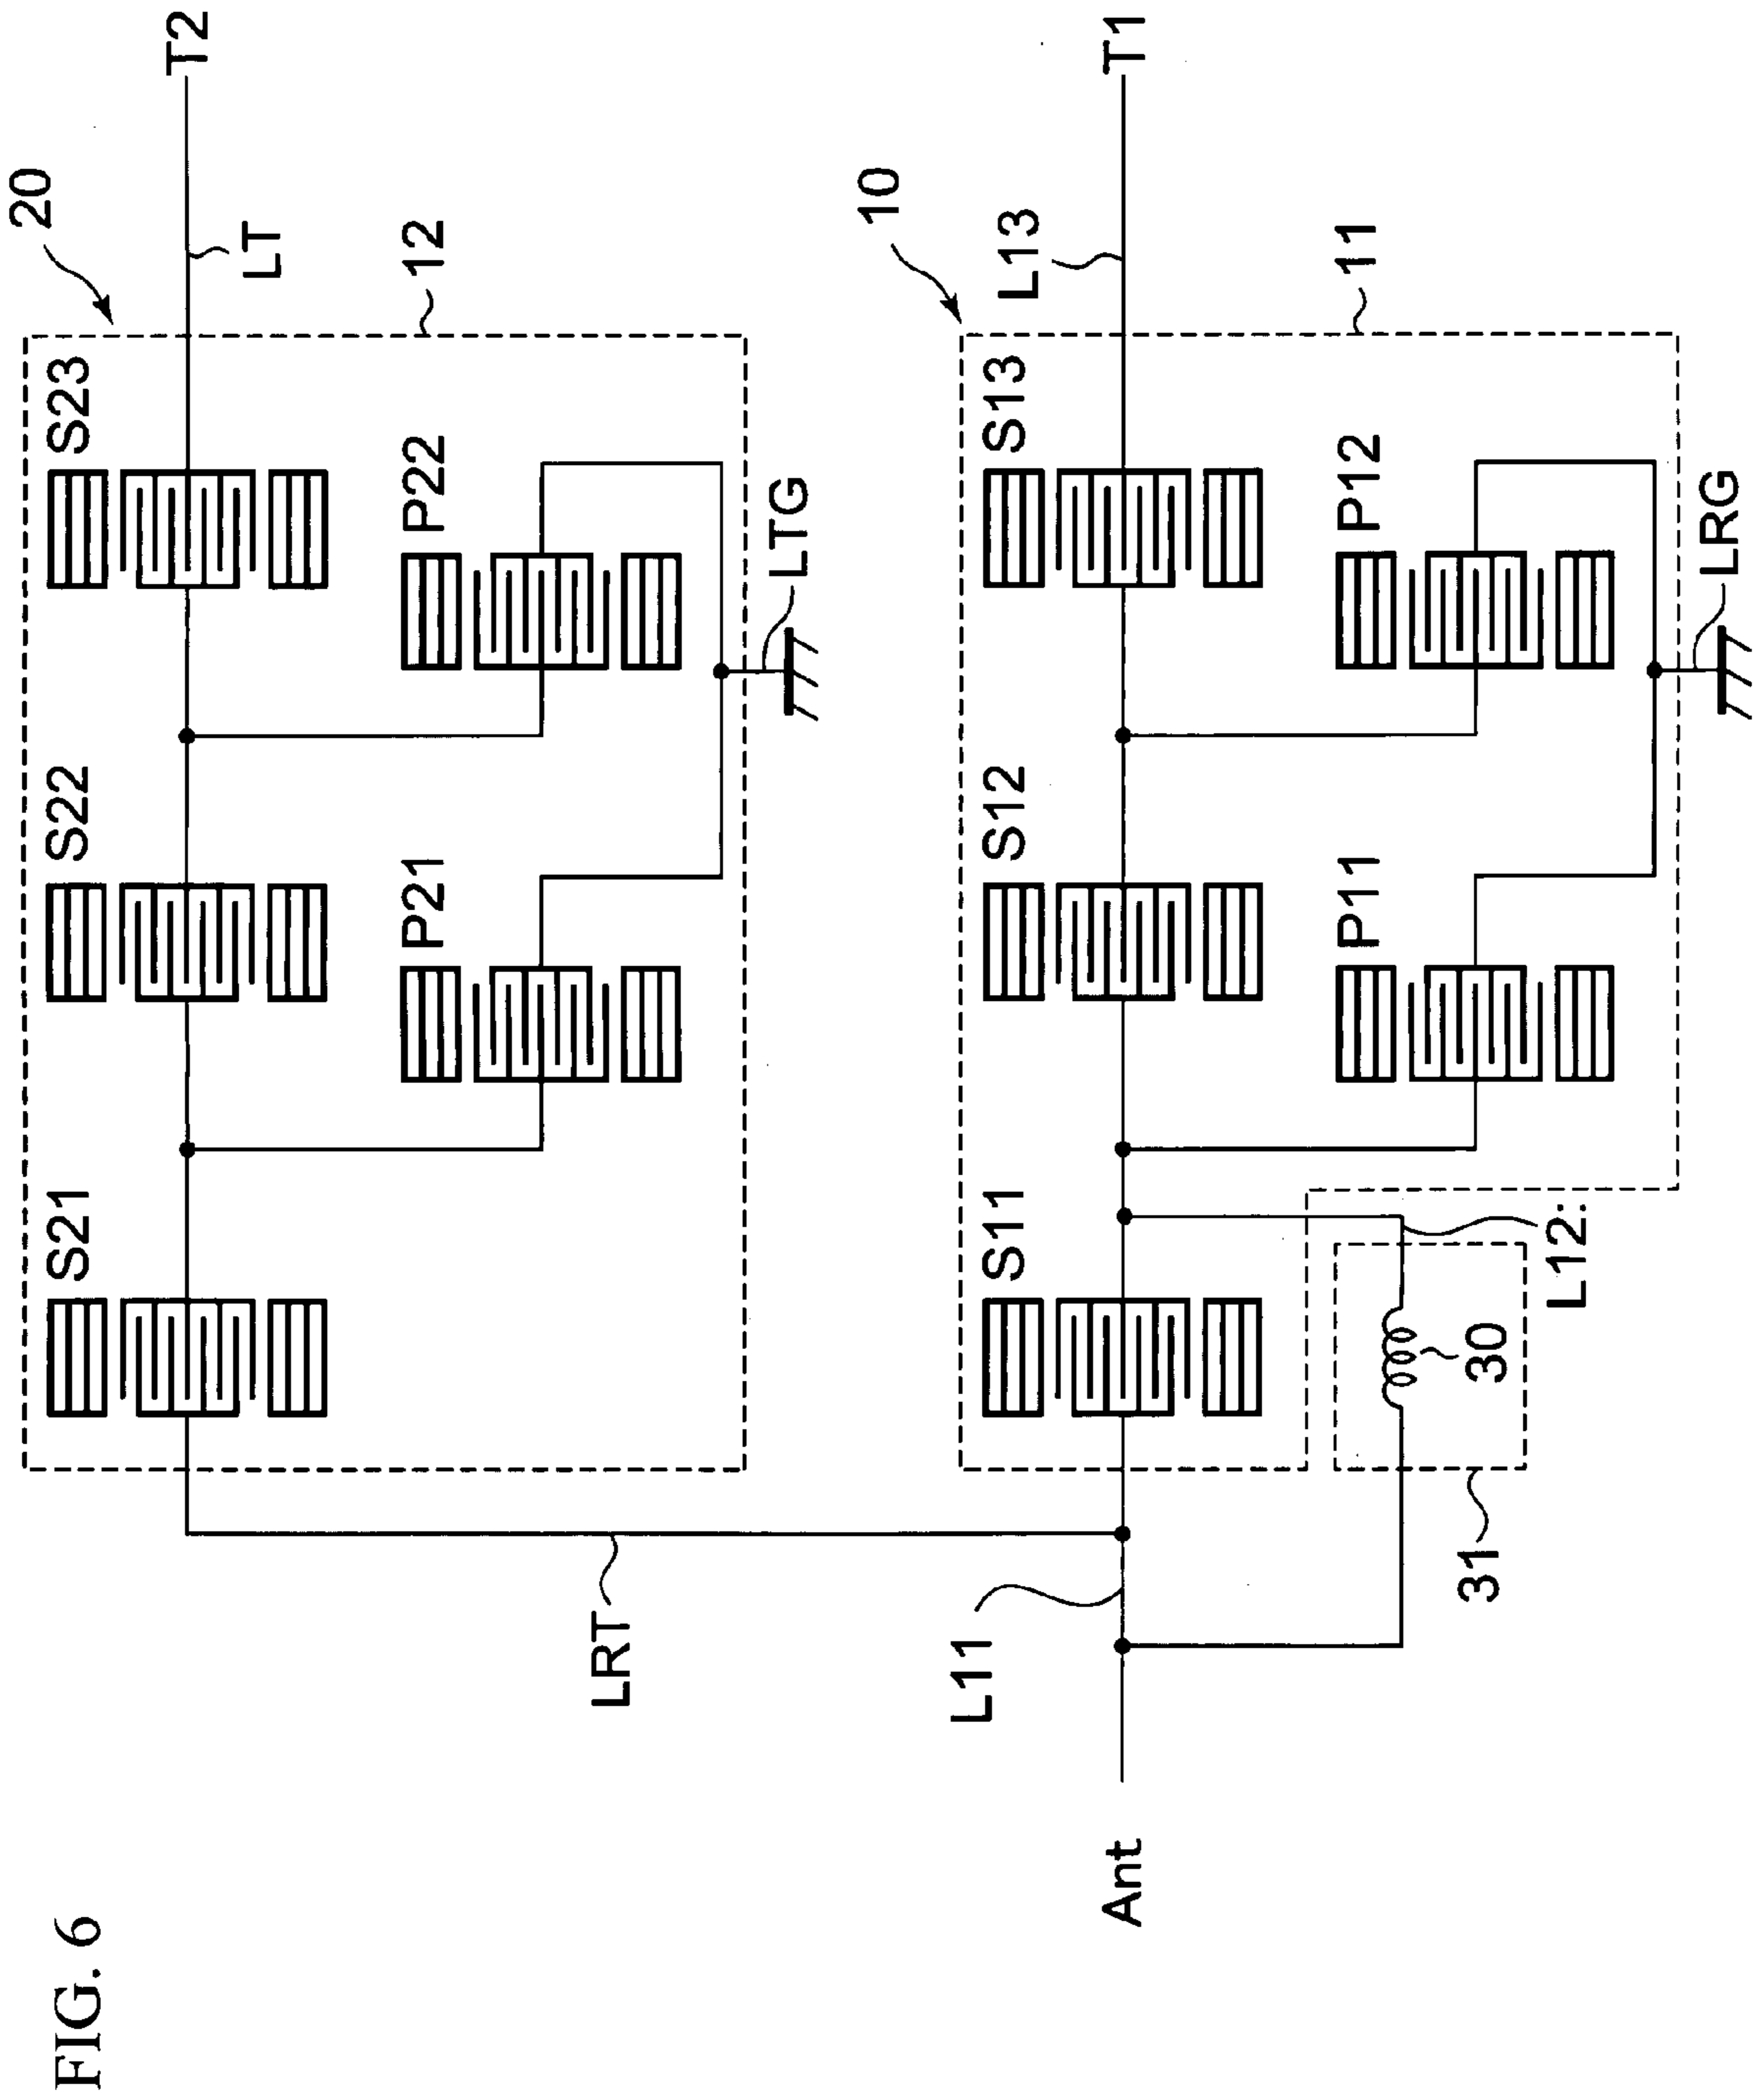 FIG. 6
20
T2
LT
12
S21
S22
S23
P21
P22
LTG
LRT
10
L13
T1
11
S11
S12
S13
P11
P12
LRG
L11
Ant
L12:
30
31